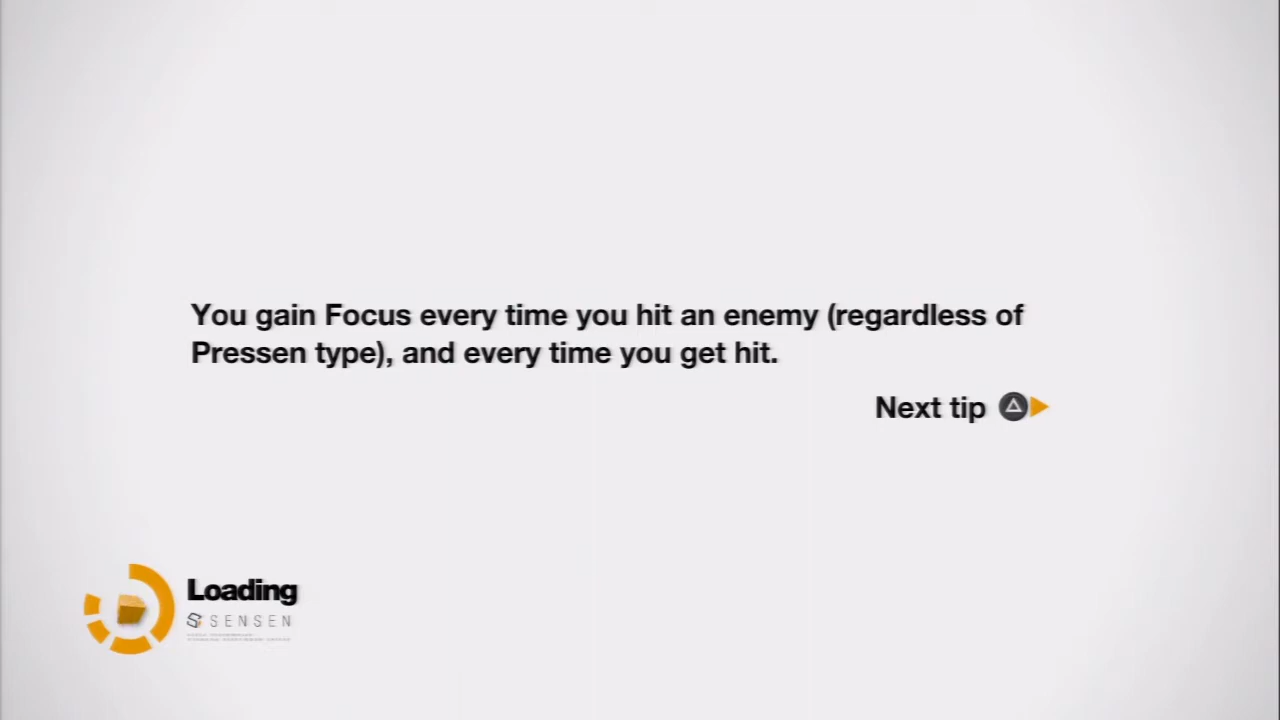 You gain Focus every time you hit an enemy (regardless of
Pressen type), and every time you get hit.
Next tip
Loading
SENSEN